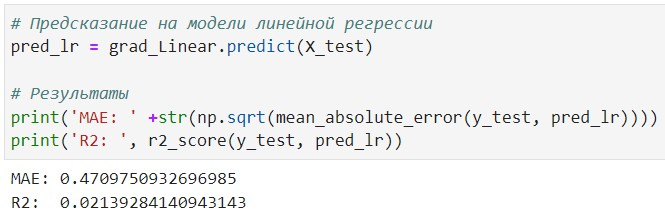 # Предсказание на модели линейной регрессии
pred_lr = grad_Linear.predict(X_test)
# Результаты
print('MAE: ' +str(np.sqrt(mean_absolute_error(y_test, pred_lr))))
print('R2: ', r2_score(y_test, pred_lr))
MAE: 0.4709750932696985
R2:  0.02139284140943143